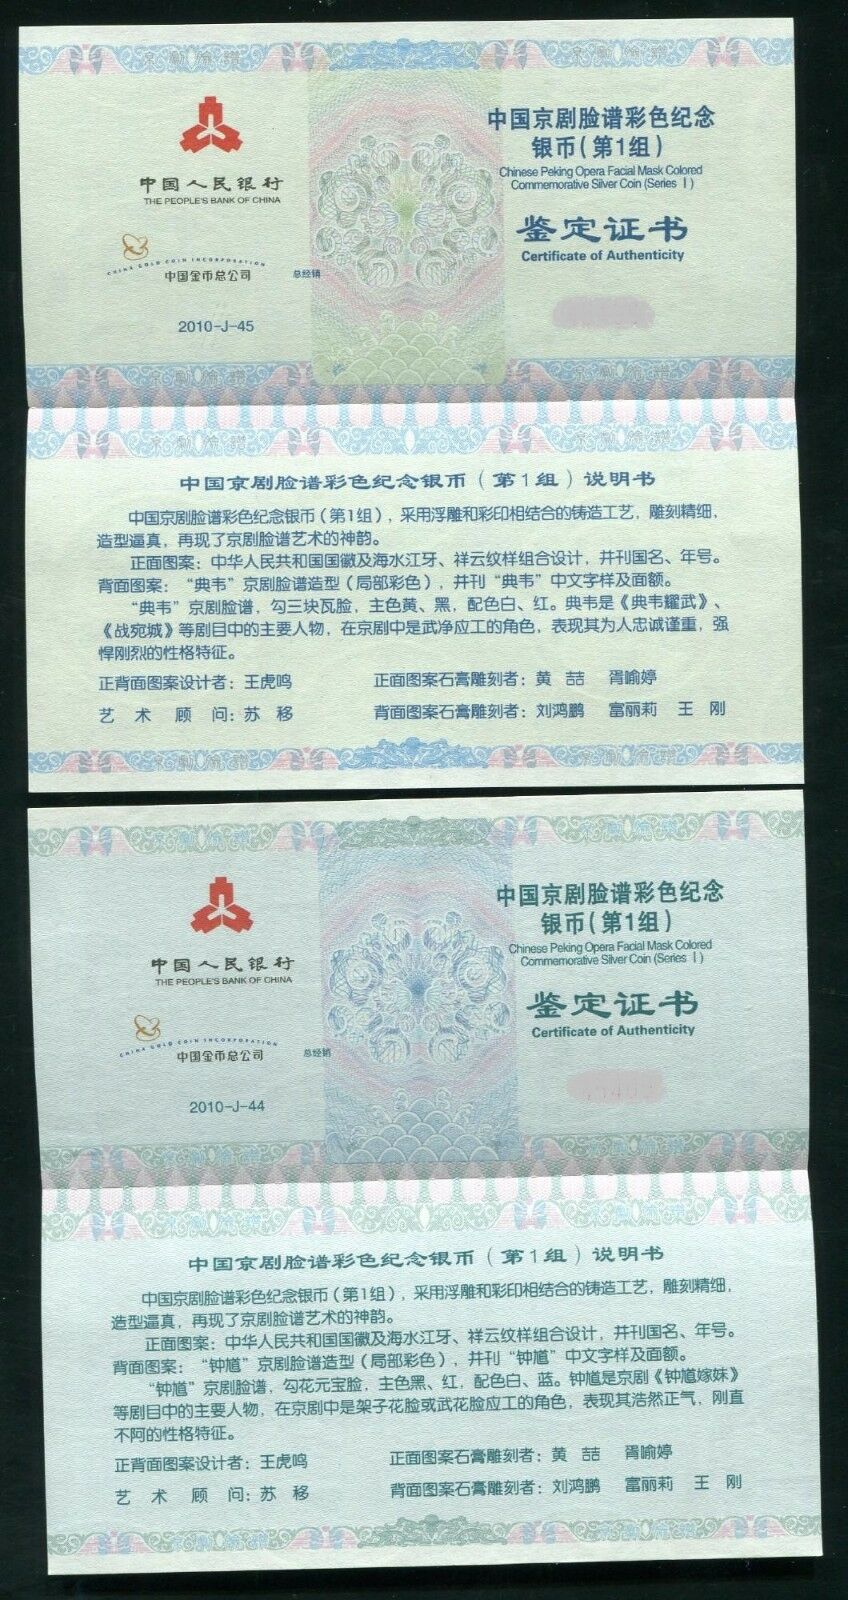 中国人民银行
THE PEOPLE'S BANK OF CHINA
CHINA GOLD COIN INCORPORATION
中国金币总公司
总经销
2010-J-45
中国京剧脸谱彩色纪念
银币(第1组)
Chinese Peking Opera Facial Mask Colored
Commemorative Silver Coin (Series Ⅰ)
鉴定证书
Certificate of Authenticity
中国京剧脸谱彩色纪念银币(第1组)说明书
中国京剧脸谱彩色纪念银币(第1组),采用浮雕和彩印相结合的铸造工艺,雕刻精细,
造型逼真,再现了京剧脸谱艺术的神韵。
正面图案:中华人民共和国国徽及海水江牙、祥云纹样组合设计,并刊国名、年号。
背面图案:“典韦”京剧脸谱造型(局部彩色),并刊“典韦”中文字样及面额。
“典韦”京剧脸谱,勾三块瓦脸,主色黄、黑,配色白、红。典韦是《典韦耀武》、
《战宛城》等剧目中的主要人物,在京剧中是武净应工的角色,表现其为人忠诚谨重,强
悍刚烈的性格特征。
正背面图案设计者:王虎鸣 正面图案石膏雕刻者:黄 喆 胥喻婷
艺 术 顾 问:苏 移 背面图案石膏雕刻者:刘鸿鹏 富丽莉 王 刚
中国人民银行
THE PEOPLE'S BANK OF CHINA
CHINA GOLD COIN INCORPORATION
中国金币总公司
总经销
2010-J-44
中国京剧脸谱彩色纪念
银币(第1组)
Chinese Peking Opera Facial Mask Colored
Commemorative Silver Coin (Series Ⅰ)
鉴定证书
Certificate of Authenticity
中国京剧脸谱彩色纪念银币(第1组)说明书
中国京剧脸谱彩色纪念银币(第1组),采用浮雕和彩印相结合的铸造工艺,雕刻精细,
造型逼真,再现了京剧脸谱艺术的神韵。
正面图案:中华人民共和国国徽及海水江牙、祥云纹样组合设计,并刊国名、年号。
背面图案:“钟馗”京剧脸谱造型(局部彩色),并刊“钟馗”中文字样及面额。
“钟馗”京剧脸谱,勾花元宝脸,主色黑、红,配色白、蓝。钟馗是京剧《钟馗嫁妹》
等剧目中的主要人物,在京剧中是架子花脸或武花脸应工的角色,表现其浩然正气,刚直
不阿的性格特征。
正背面图案设计者:王虎鸣 正面图案石膏雕刻者:黄 喆 胥喻婷
艺 术 顾 问:苏 移 背面图案石膏雕刻者:刘鸿鹏 富丽莉 王 刚